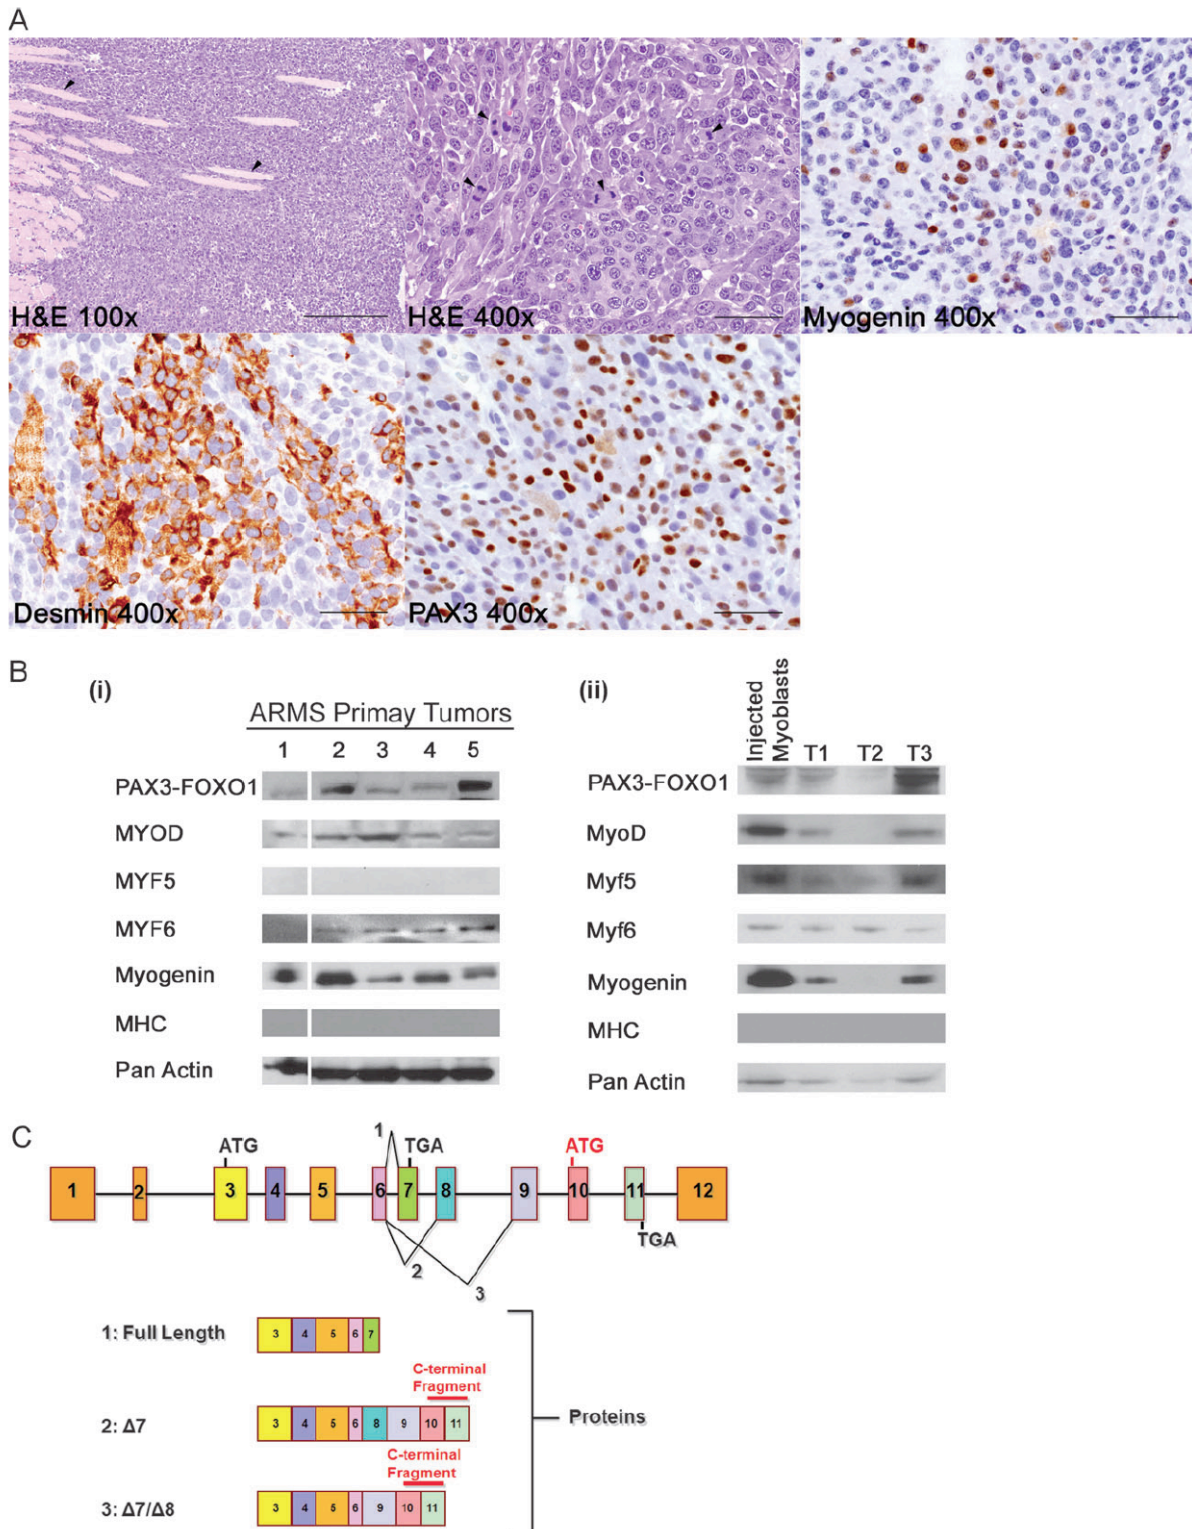 A
H&E 100x
H&E 400x
Myogenin 400x
Desmin 400x
PAX3 400x
B
(i)
ARMS Primay Tumors
1 2 3 4 5
PAX3-FOXO1
MYOD
MYF5
MYF6
Myogenin
MHC
Pan Actin
(ii)
Injected
Myoblasts
T1 T2 T3
PAX3-FOXO1
MyoD
Myf5
Myf6
Myogenin
MHC
Pan Actin
C
ATG 1 TGA ATG
1 2 3 4 5 6 7 8 9 10 11 12
TGA
2
3
1: Full Length 3 4 5 6 7
C-terminal
Fragment
2: Δ7 3 4 5 6 8 9 10 11
C-terminal
Fragment
3: Δ7/Δ8 3 4 5 6 9 10 11
Proteins